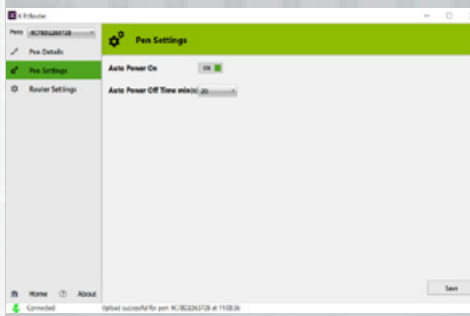 Pens
Pen Details
Pen Settings
Router Settings
Pen Settings
Auto Power On
ON
Auto Power Off Time min(s)
20
Save
Home
About
Connected
Upload successful for pen: